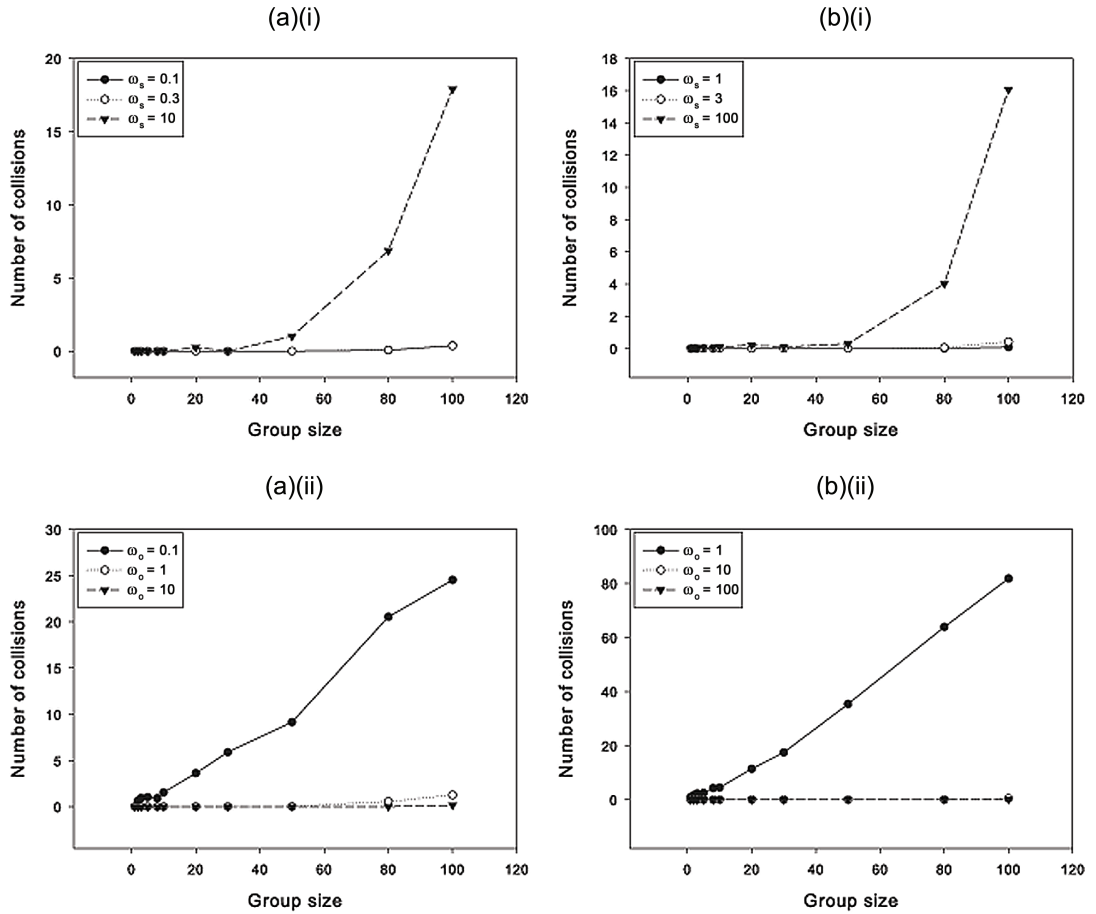 (a)(i)
20
15
10
5
0
Number of collisions
ωs = 0.1
ωs = 0.3
ωs = 10
0 20 40 60 80 100 120
Group size
(b)(i)
18
16
14
12
10
8
6
4
2
0
Number of collisions
ωs = 1
ωs = 3
ωs = 100
0 20 40 60 80 100 120
Group size
(a)(ii)
30
25
20
15
10
5
0
Number of collisions
ωo = 0.1
ωo = 1
ωo = 10
0 20 40 60 80 100 120
Group size
(b)(ii)
100
80
60
40
20
0
Number of collisions
ωo = 1
ωo = 10
ωo = 100
0 20 40 60 80 100 120
Group size